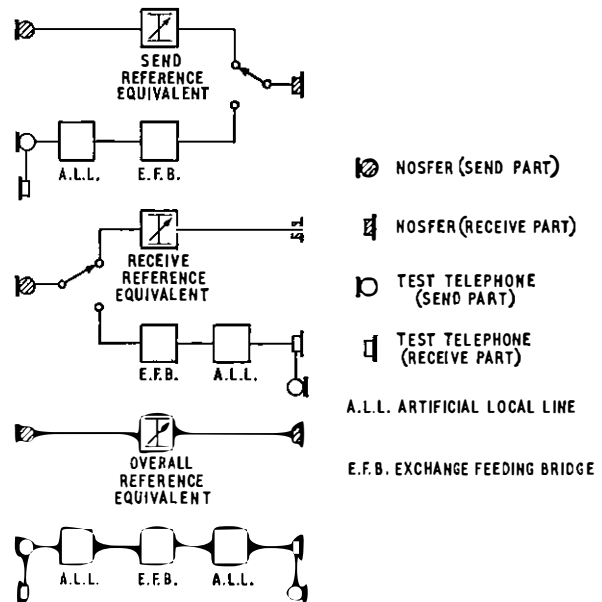 SEND
REFERENCE
EQUIVALENT
A.L.L. E.F.B.
RECEIVE
REFERENCE
EQUIVALENT
E.F.B. A.L.L.
OVERALL
REFERENCE
EQUIVALENT
A.L.L. E.F.B. A.L.L.
NOSFER (SEND PART)
NOSFER (RECEIVE PART)
TEST TELEPHONE
(SEND PART)
TEST TELEPHONE
(RECEIVE PART)
A.L.L. ARTIFICIAL LOCAL LINE
E.F.B. EXCHANGE FEEDING BRIDGE